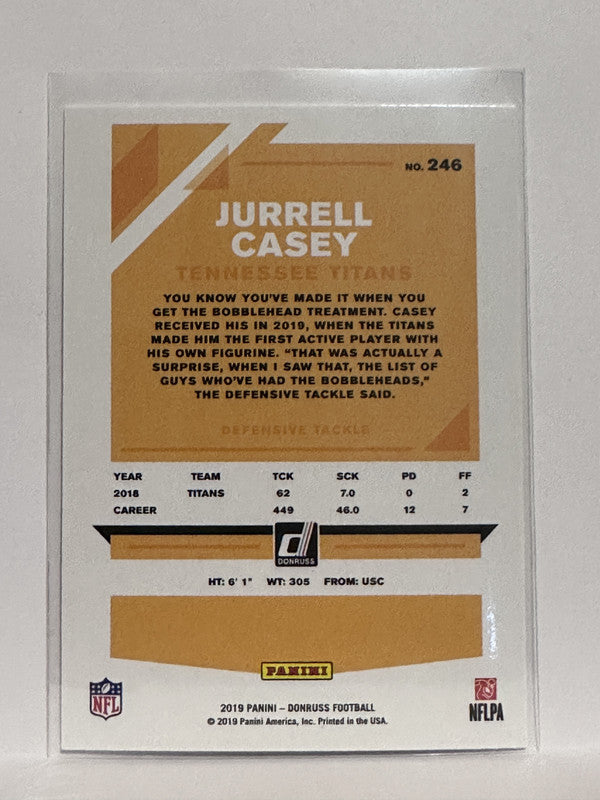 NO. 246
JURRELL
CASEY
TENNESSEE TITANS
YOU KNOW YOU'VE MADE IT WHEN YOU
GET THE BOBBLEHEAD TREATMENT. CASEY
RECEIVED HIS IN 2019, WHEN THE TITANS
MADE HIM THE FIRST ACTIVE PLAYER WITH
HIS OWN FIGURINE. "THAT WAS ACTUALLY A
SURPRISE, WHEN I SAW THAT, THE LIST OF
GUYS WHO'VE HAD THE BOBBLEHEADS,"
THE DEFENSIVE TACKLE SAID.
DEFENSIVE TACKLE
YEAR TEAM TCK SCK PD FF
2018 TITANS 62 7.0 0 2
CAREER 449 46.0 12 7
DONRUSS
HT: 6' 1" WT: 305 FROM: USC
PANINI
NFL
2019 PANINI – DONRUSS FOOTBALL
© 2019 Panini America, Inc. Printed in the USA.
NFLPA